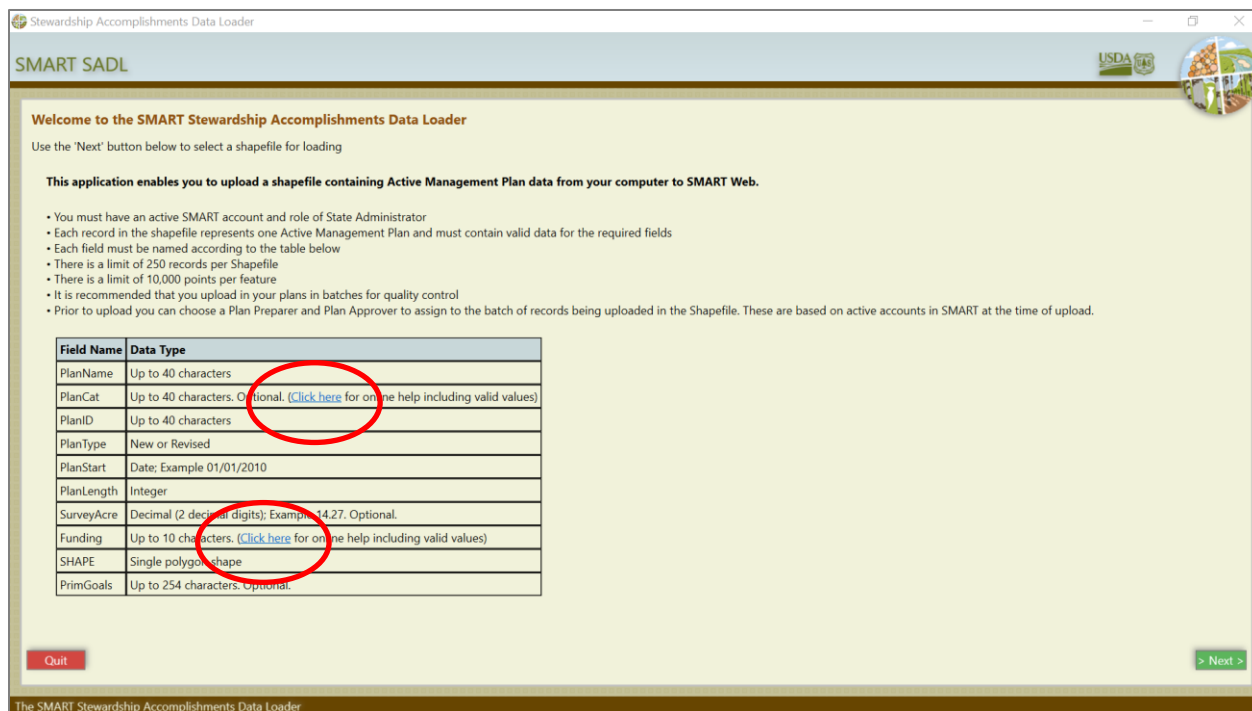 Stewardship Accomplishments Data Loader
SMART SADL
USDA
Welcome to the SMART Stewardship Accomplishments Data Loader
Use the 'Next' button below to select a shapefile for loading
This application enables you to upload a shapefile containing Active Management Plan data from your computer to SMART Web.
• You must have an active SMART account and role of State Administrator
• Each record in the shapefile represents one Active Management Plan and must contain valid data for the required fields
• Each field must be named according to the table below
• There is a limit of 250 records per Shapefile
• There is a limit of 10,000 points per feature
• It is recommended that you upload in your plans in batches for quality control
• Prior to upload you can choose a Plan Preparer and Plan Approver to assign to the batch of records being uploaded in the Shapefile. These are based on active accounts in SMART at the time of upload.
Field Name Data Type
PlanName Up to 40 characters
PlanCat Up to 40 characters. Optional. (Click here for online help including valid values)
PlanID Up to 40 characters
PlanType New or Revised
PlanStart Date; Example 01/01/2010
PlanLength Integer
SurveyAcre Decimal (2 decimal digits); Example 14.27. Optional.
Funding Up to 10 characters. (Click here for online help including valid values)
SHAPE Single polygon shape
PrimGoals Up to 254 characters. Optional.
Quit > Next >
The SMART Stewardship Accomplishments Data Loader